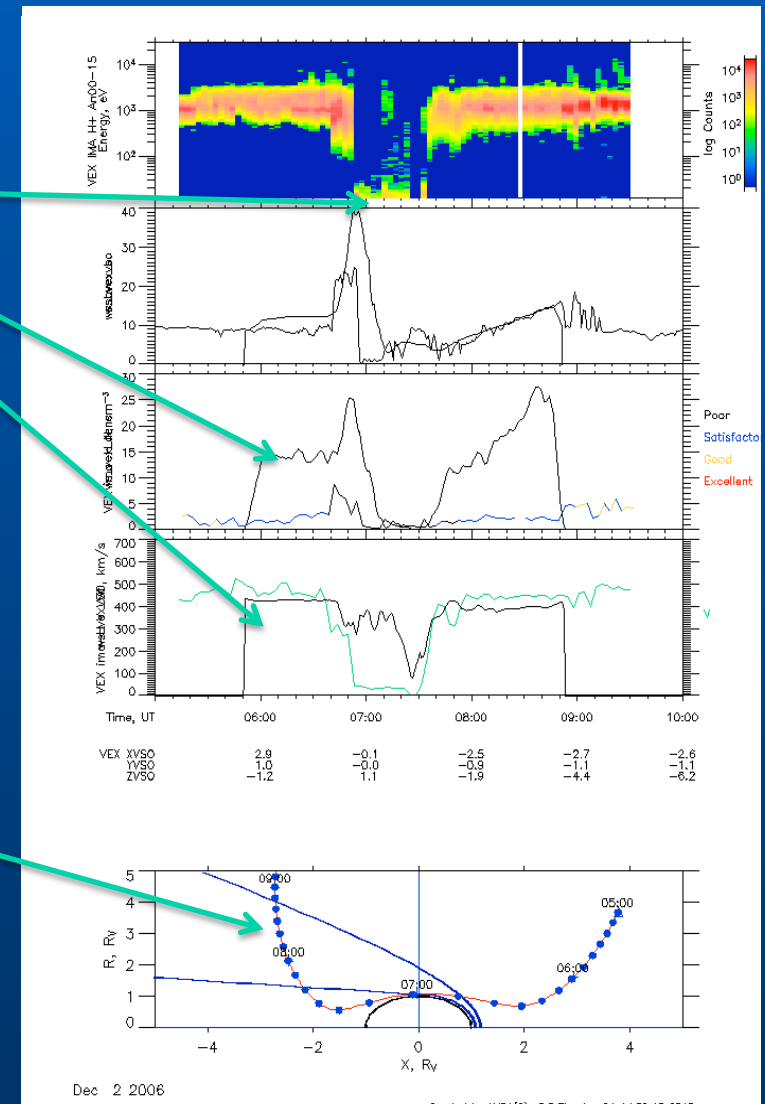 VEX IMA H+ An00-15
Energy, eV
10⁴
10³
10²
log Counts
10⁴
10³
10²
10¹
10⁰
40
30
20
10
0
30
25
20
15
10
5
0
Poor
Satisfacto
Good
Excellent
700
600
500
400
300
200
100
0
km/s
V
Time, UT
06:00 07:00 08:00 09:00 10:00
VEX XVSO 2.9 -0.1 -2.5 -2.7 -2.6
YVSO 1.0 -0.0 -0.9 -1.1 -1.1
ZVSO -1.2 1.1 -1.9 -4.4 -6.2
R, Rv
5
4
3
2
1
0
09:00
08:00
07:00
06:00
05:00
-4 -2 0 2 4
X, Rv
Dec 2 2006